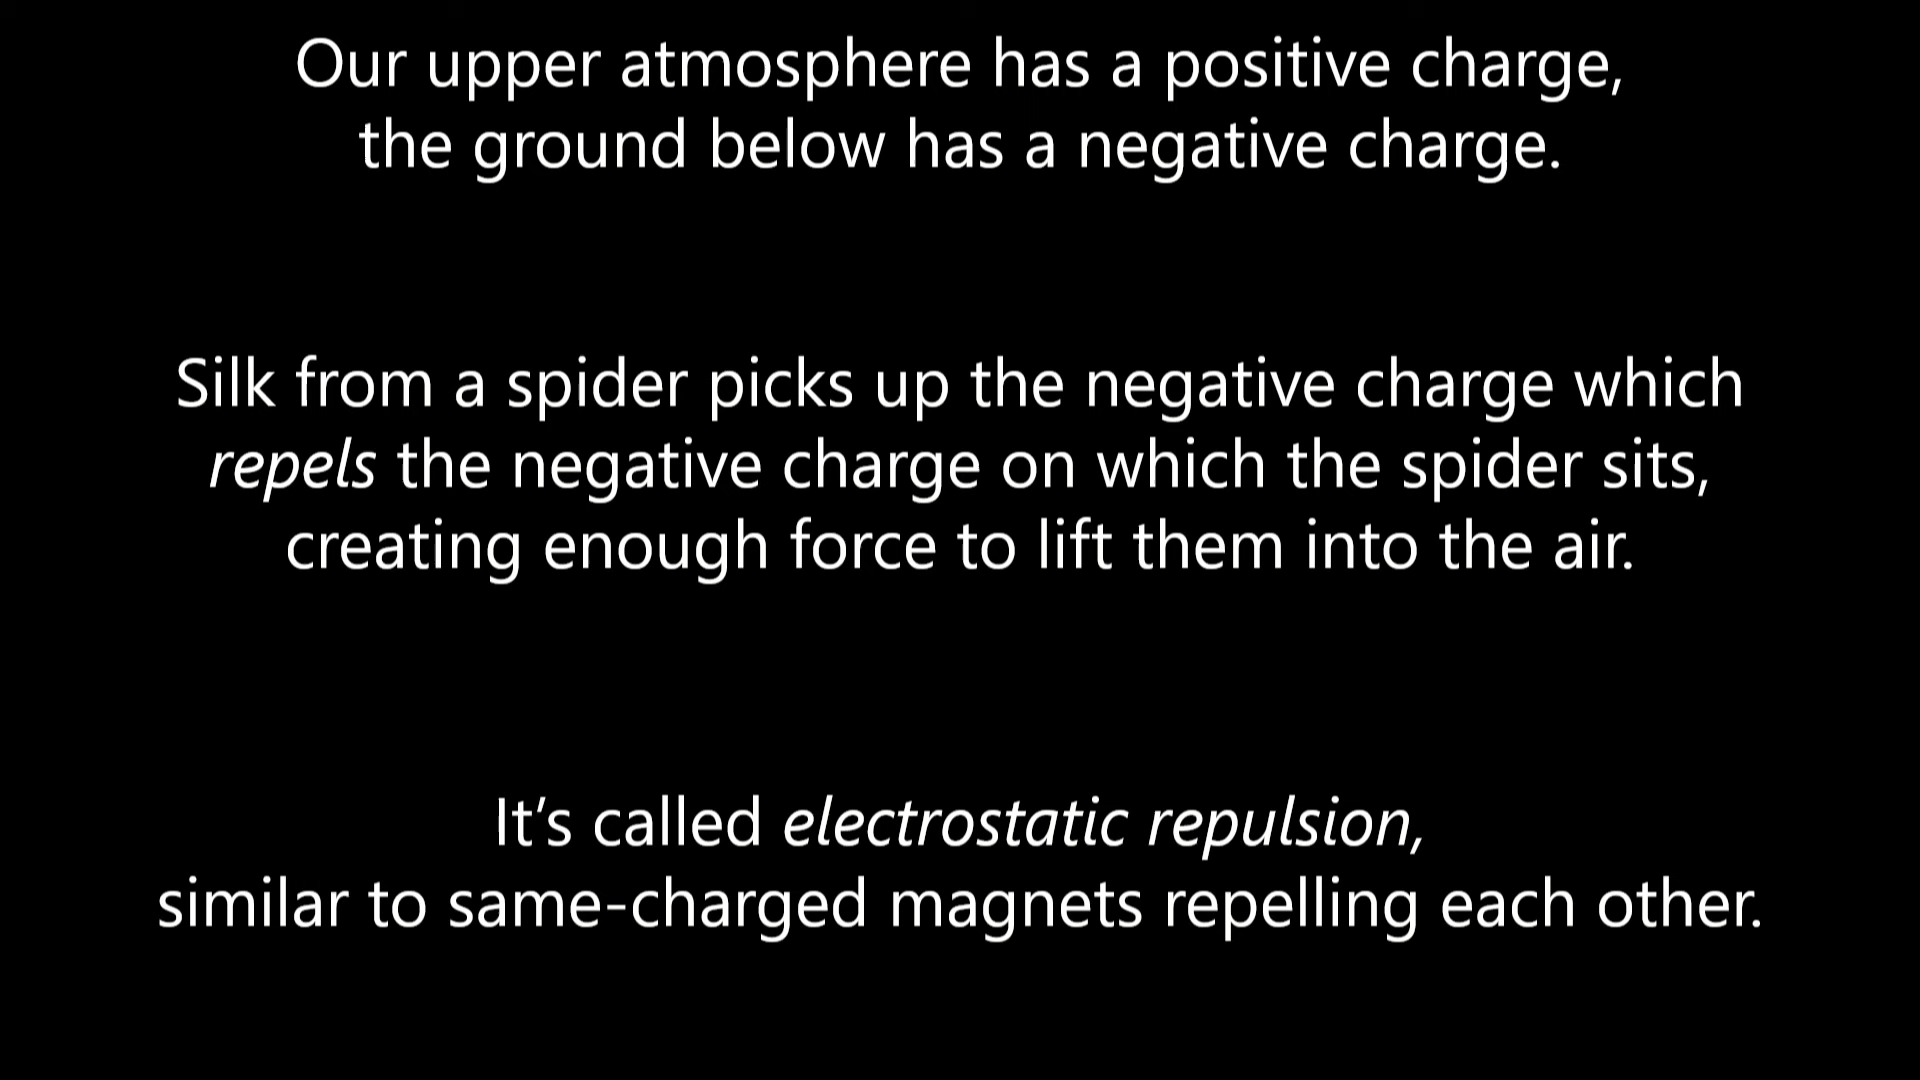 Our upper atmosphere has a positive charge,
the ground below has a negative charge.
Silk from a spider picks up the negative charge which
repels the negative charge on which the spider sits,
creating enough force to lift them into the air.
It’s called electrostatic repulsion,
similar to same-charged magnets repelling each other.